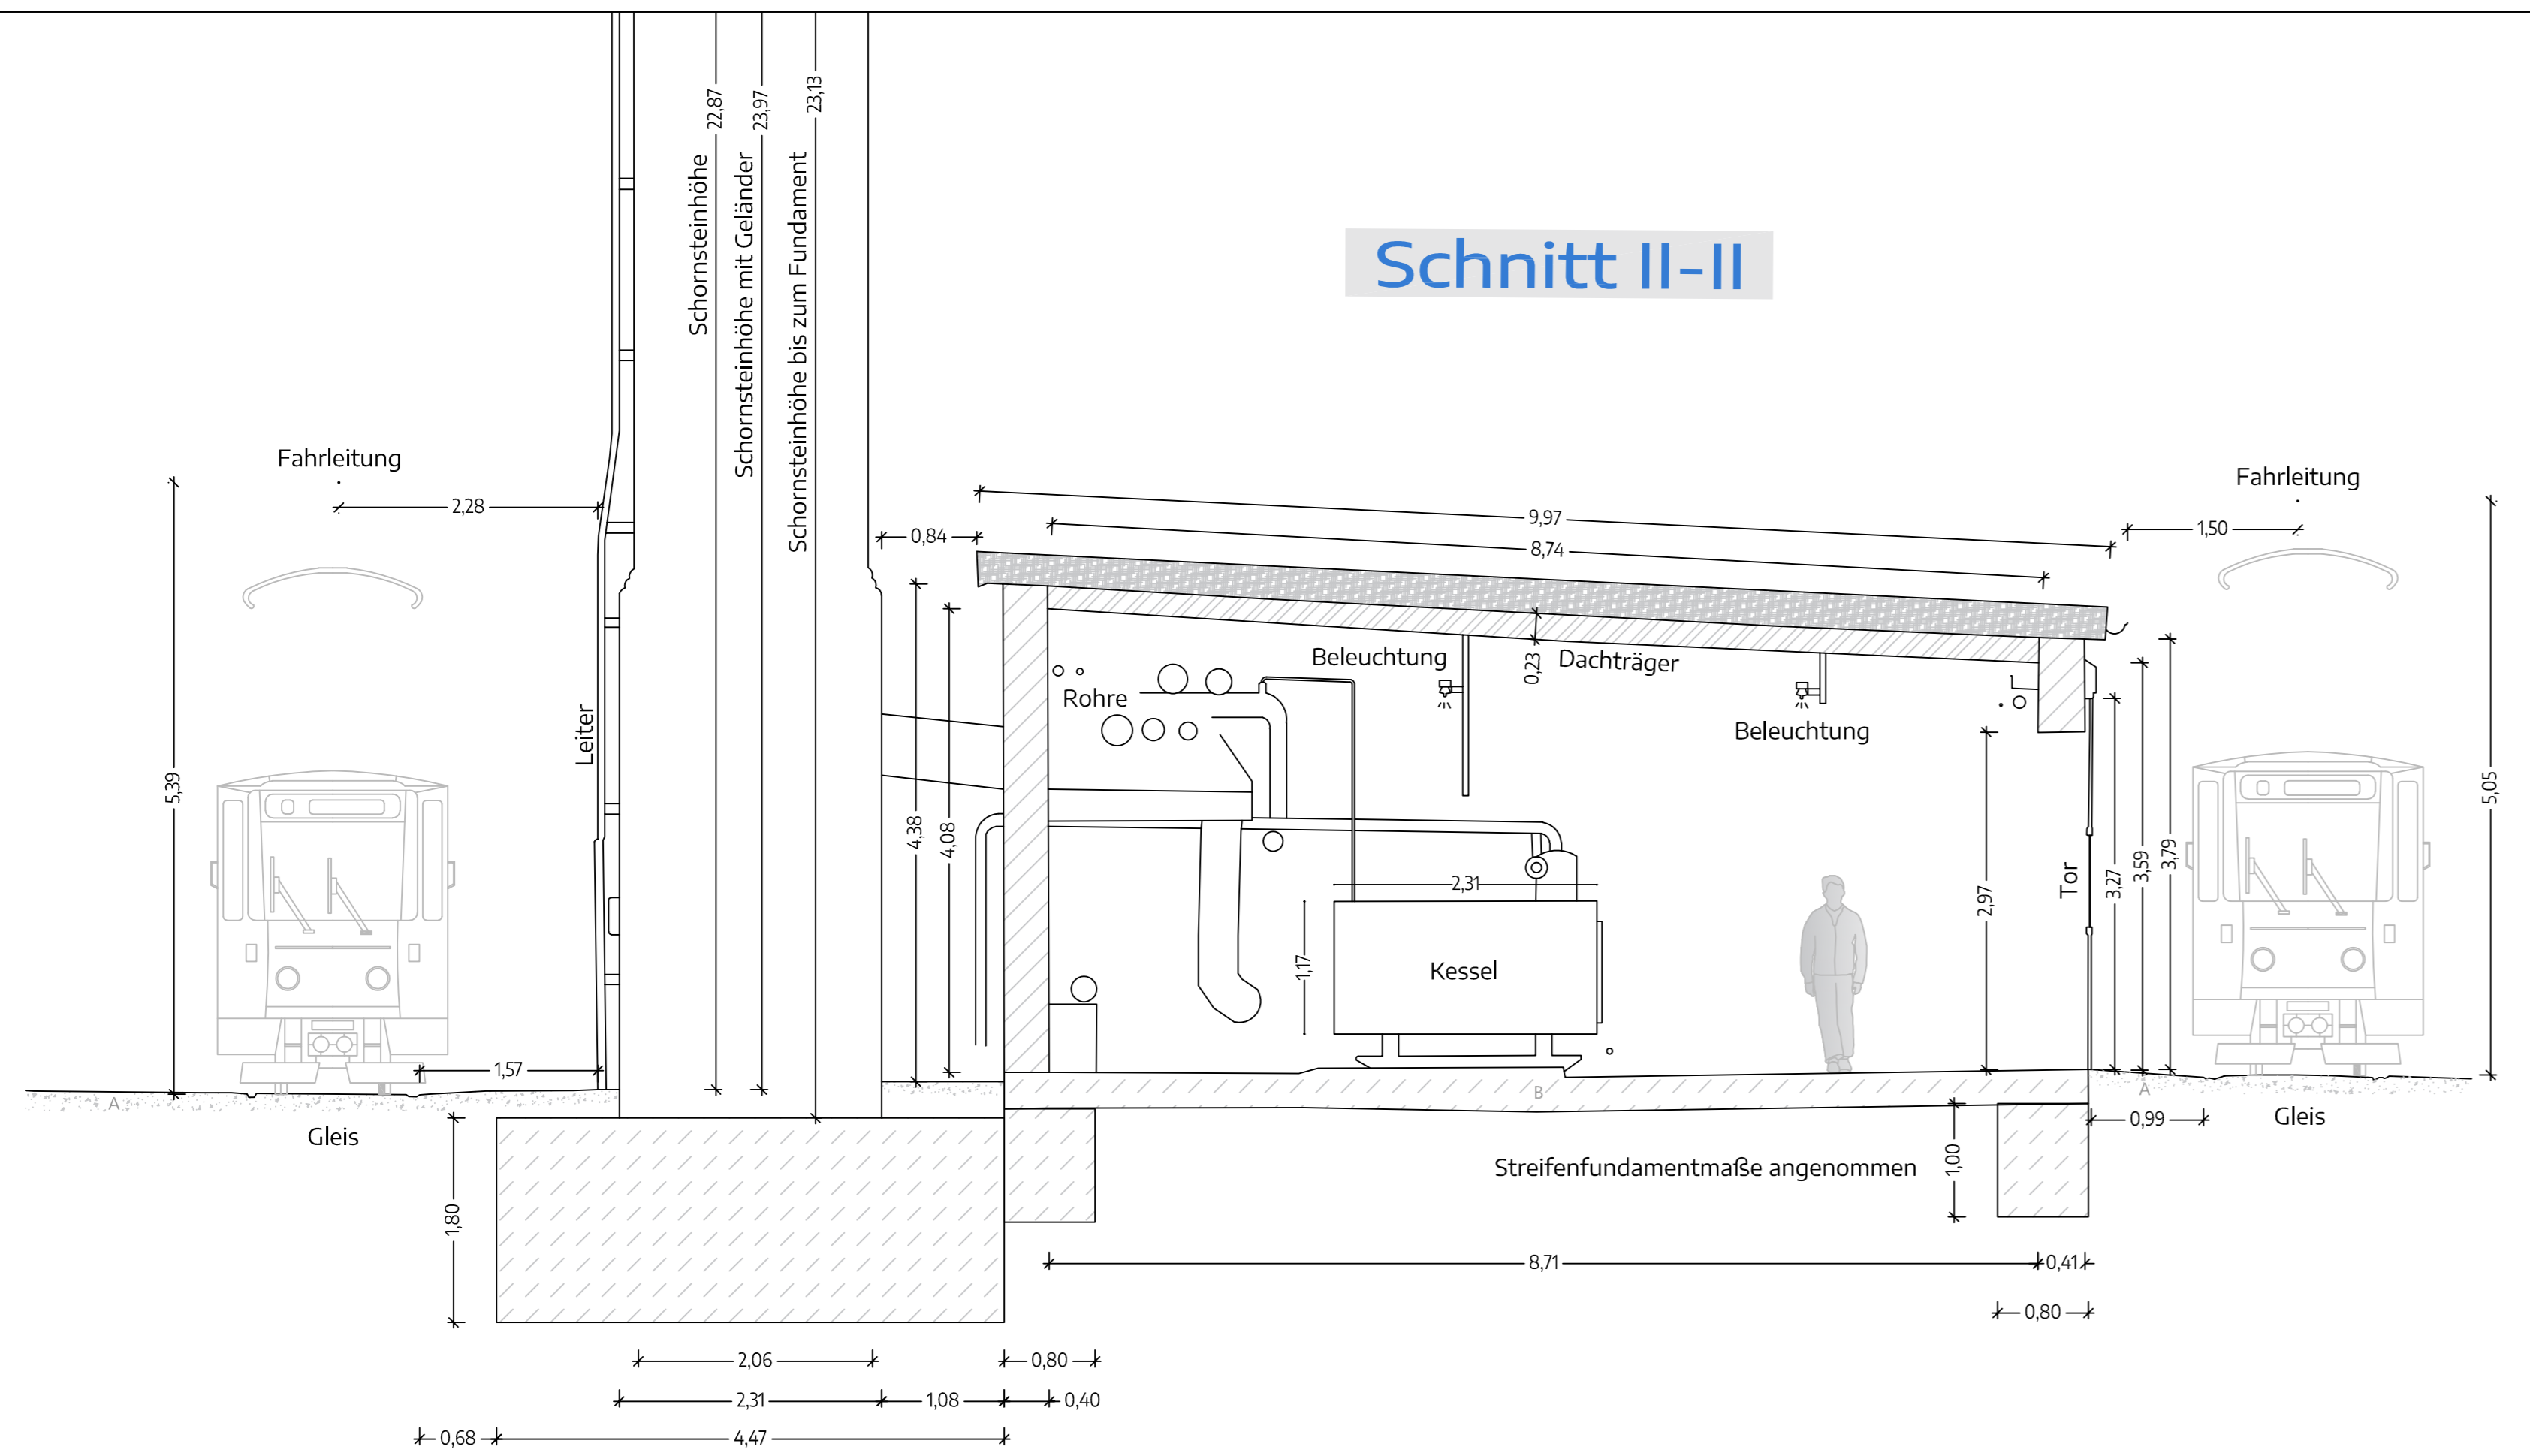 22,87
23,97
23,13
Schornsteinhöhe
Schornsteinhöhe mit Geländer
Schornsteinhöhe bis zum Fundament
Schnitt II-II
Fahrleitung
Fahrleitung
2,28
0,84
9,97
8,74
1,50
Beleuchtung
0,23
Dachträger
Rohre
Leiter
Beleuchtung
5,39
4,38
4,08
2,31
1,17
Kessel
2,97
Tor
3,27
3,59
3,79
5,05
1,57
A
B
A
Gleis
0,99
Gleis
1,80
Streifenfundamentmaße angenommen
1,00
8,71
0,41
0,80
2,06
0,80
2,31
1,08
0,40
0,68
4,47